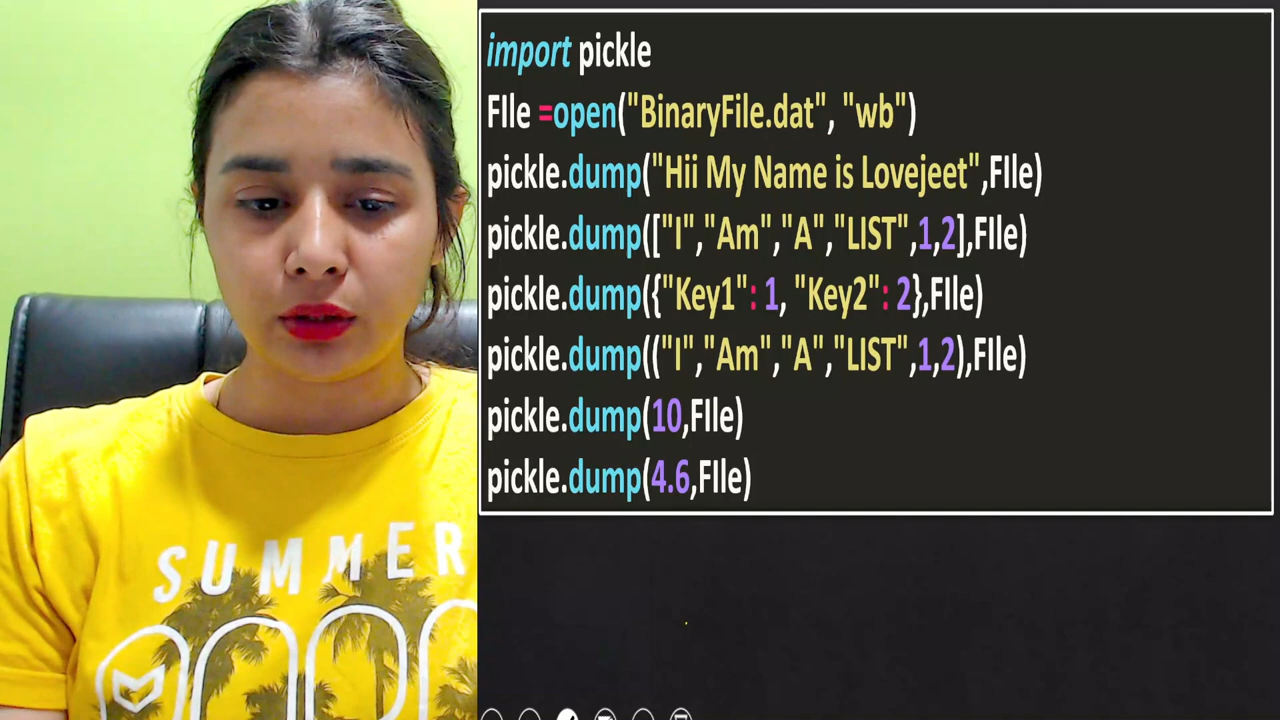 import pickle
FIle =open("BinaryFile.dat", "wb")
pickle.dump("Hii My Name is Lovejeet",FIle)
pickle.dump(["I","Am","A","LIST",1,2],FIle)
pickle.dump({"Key1": 1, "Key2": 2},FIle)
pickle.dump(("I","Am","A","LIST",1,2),FIle)
pickle.dump(10,FIle)
pickle.dump(4.6,FIle)
SUMMER